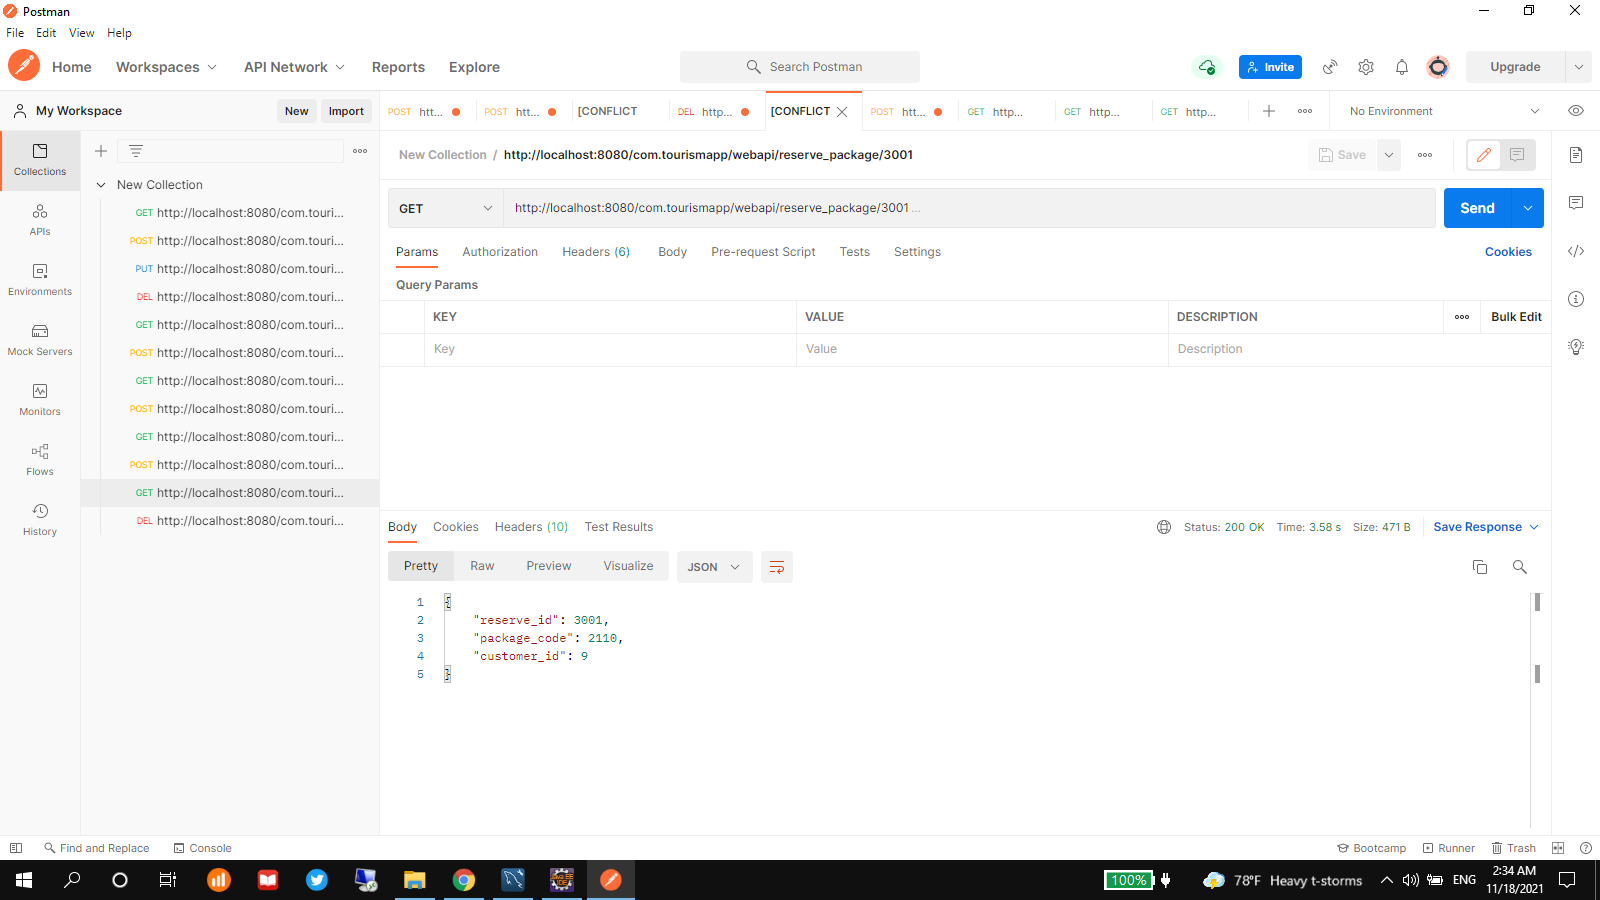 Postman
File Edit View Help
Home Workspaces API Network Reports Explore Search Postman Invite Upgrade
My Workspace New Import POST htt... POST htt... [CONFLICT DEL http... [CONFLICT POST htt... GET http... GET http... GET http... No Environment
New Collection / http://localhost:8080/com.tourismapp/webapi/reserve_package/3001 Save
Collections
APIs
Environments
Mock Servers
Monitors
Flows
History
New Collection
GET http://localhost:8080/com.touri...
POST http://localhost:8080/com.touri...
PUT http://localhost:8080/com.touri...
DEL http://localhost:8080/com.touri...
GET http://localhost:8080/com.touri...
POST http://localhost:8080/com.touri...
GET http://localhost:8080/com.touri...
POST http://localhost:8080/com.touri...
GET http://localhost:8080/com.touri...
POST http://localhost:8080/com.touri...
GET http://localhost:8080/com.touri...
DEL http://localhost:8080/com.touri...
GET http://localhost:8080/com.tourismapp/webapi/reserve_package/3001 ... Send
Params Authorization Headers (6) Body Pre-request Script Tests Settings Cookies
Query Params
KEY VALUE DESCRIPTION Bulk Edit
Key Value Description
Body Cookies Headers (10) Test Results Status: 200 OK Time: 3.58 s Size: 471 B Save Response
Pretty Raw Preview Visualize JSON
1 {
2 "reserve_id": 3001,
3 "package_code": 2110,
4 "customer_id": 9
5 }
Find and Replace Console Bootcamp Runner Trash
100% 78°F Heavy t-storms ENG 2:34 AM
11/18/2021